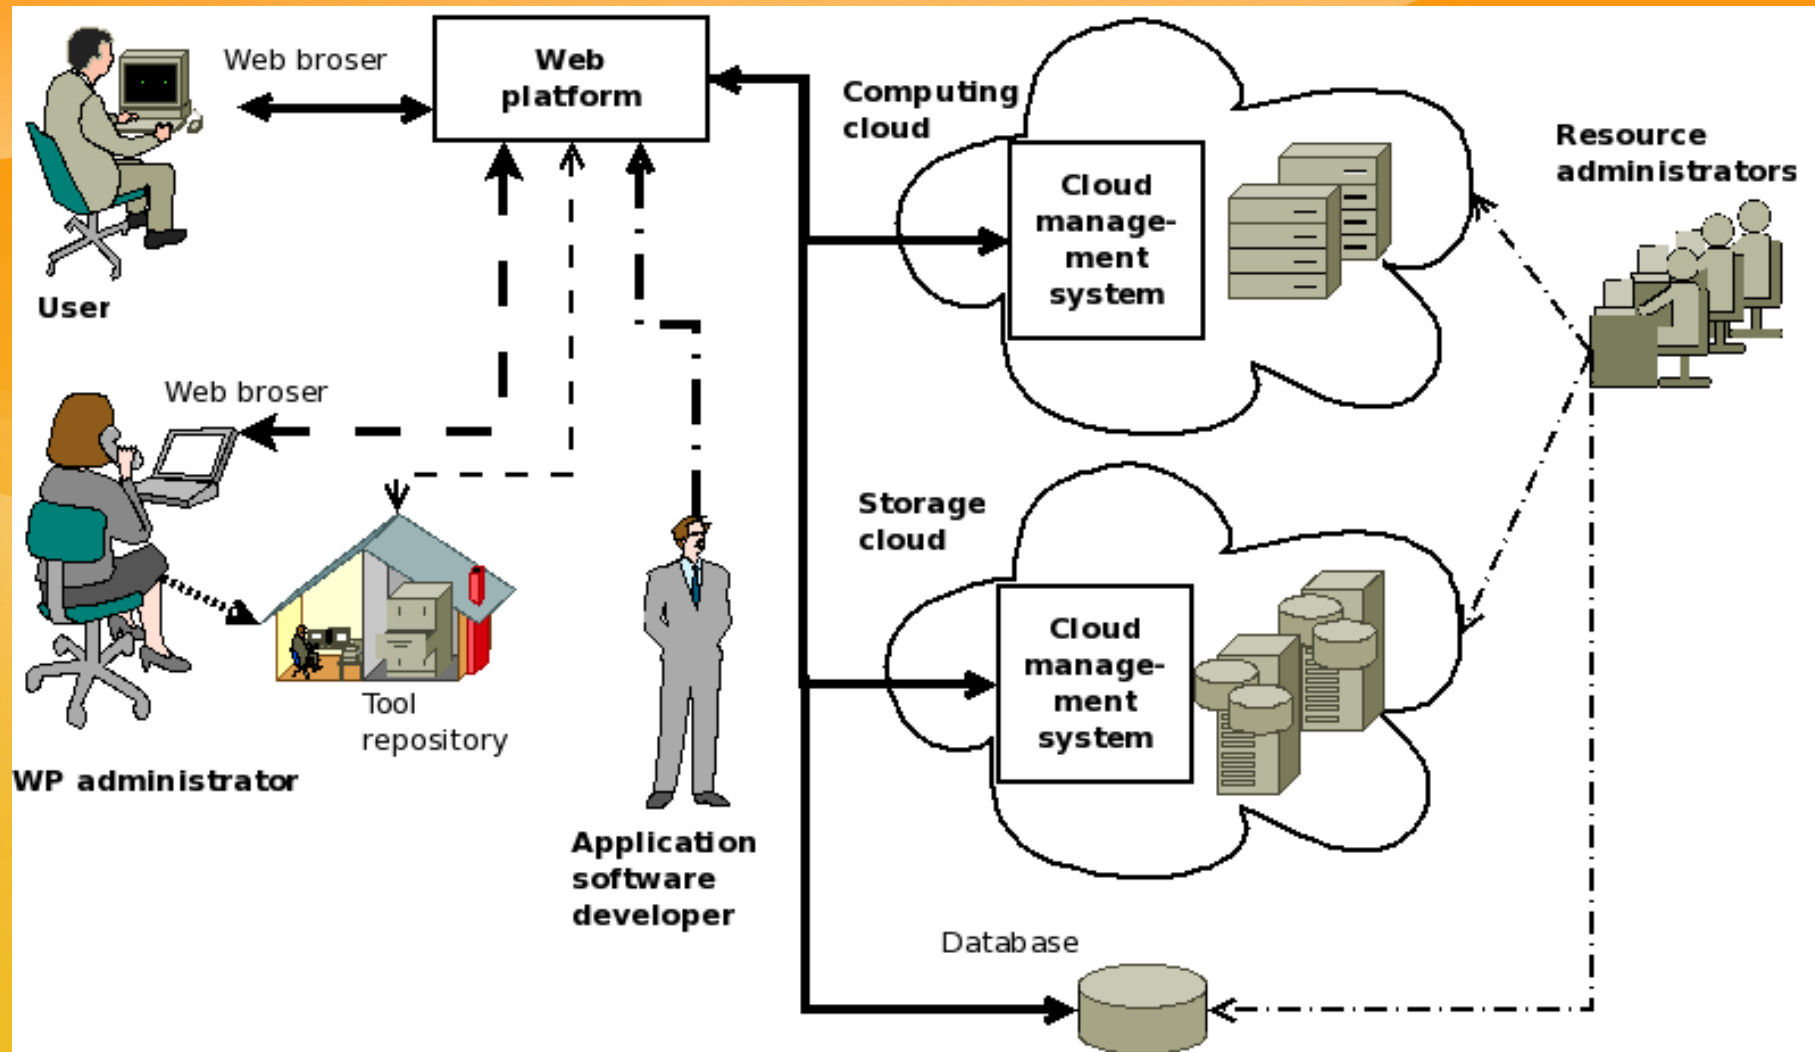 Web broser
Web
platform
Computing
cloud
Cloud
manage-
ment
system
Resource
administrators
User
Web broser
WP administrator
Tool
repository
Application
software
developer
Storage
cloud
Cloud
manage-
ment
system
Database